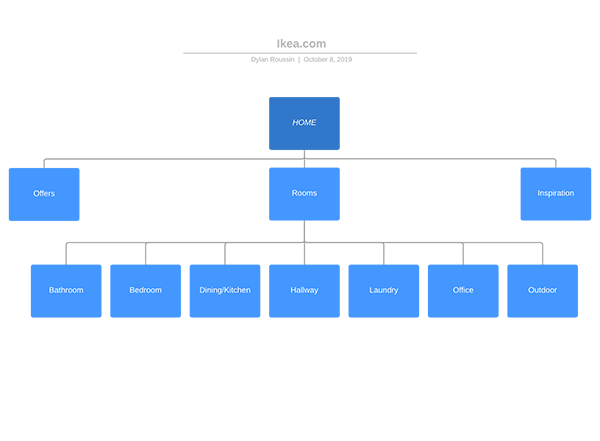 Ikea.com
Dylan Roussin | October 8, 2019
HOME
Offers
Rooms
Inspiration
Bathroom
Bedroom
Dining/Kitchen
Hallway
Laundry
Office
Outdoor